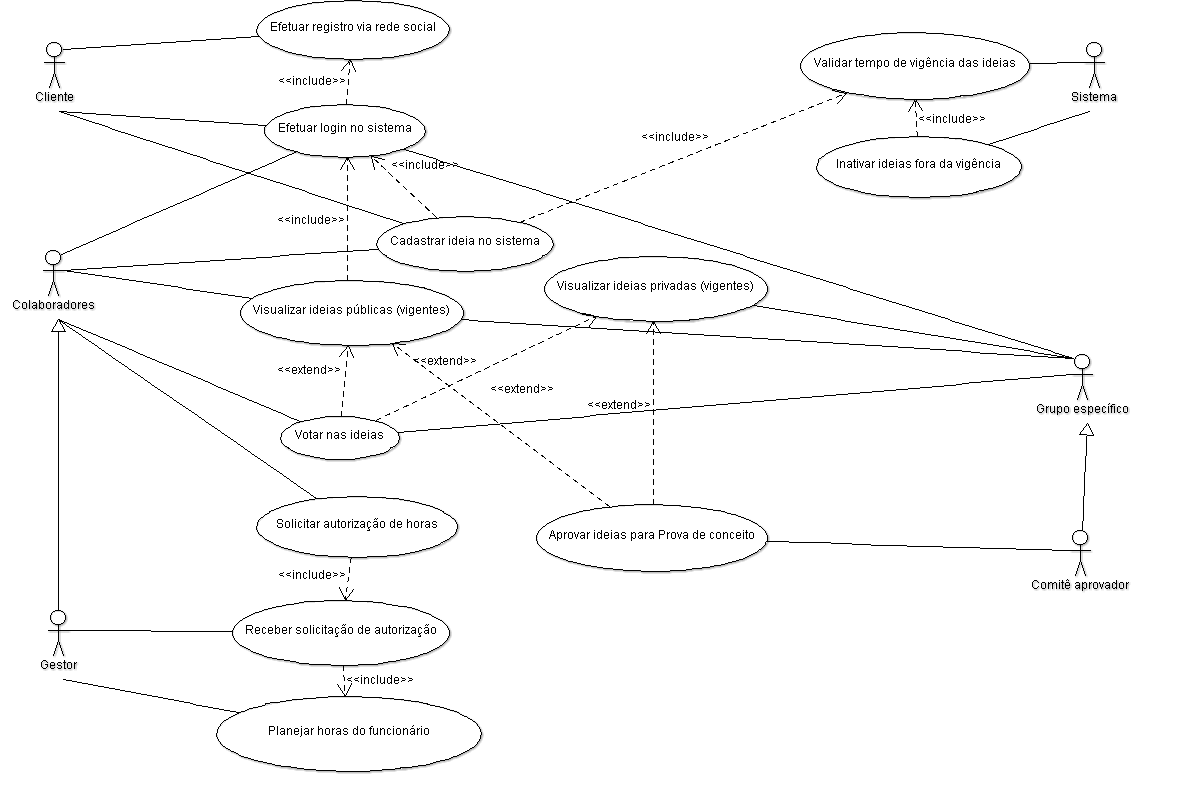 Efetuar registro via rede social
Cliente
<<include>>
Validar tempo de vigência das ideias
Sistema
<<include>>
Efetuar login no sistema
<<include>>
<<include>>
Inativar ideias fora da vigência
<<include>>
Cadastrar ideia no sistema
Colaboradores
Visualizar ideias públicas (vigentes)
Visualizar ideias privadas (vigentes)
<<extend>>
<<extend>>
<<extend>>
<<extend>>
Grupo específico
Votar nas ideias
Solicitar autorização de horas
Aprovar ideias para Prova de conceito
Comitê aprovador
<<include>>
Receber solicitação de autorização
Gestor
<<include>>
Planejar horas do funcionário